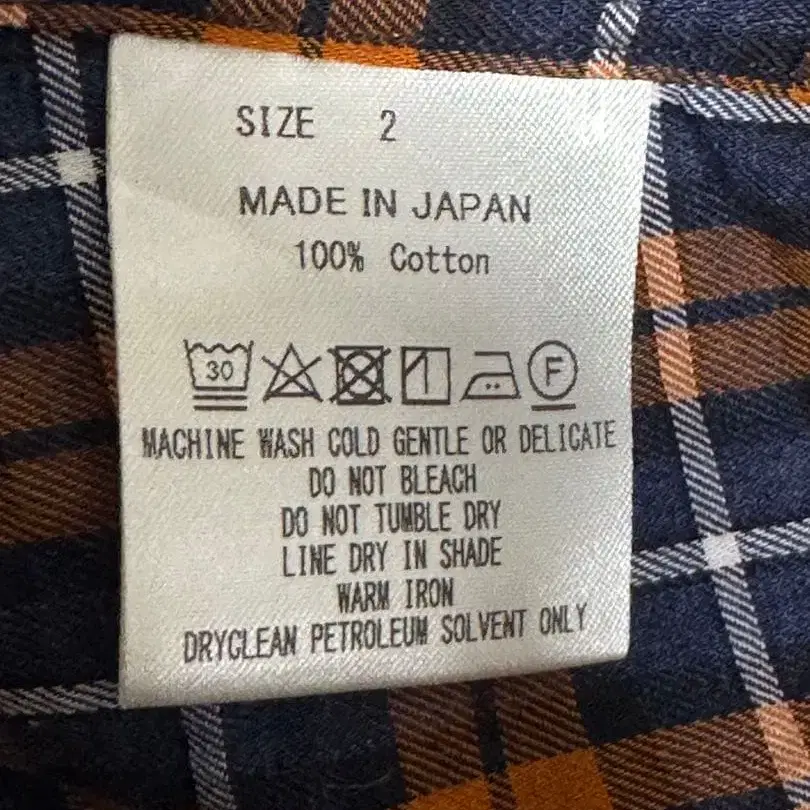 SIZE 2
MADE IN JAPAN
100% Cotton
30 F
MACHINE WASH COLD GENTLE OR DELICATE
DO NOT BLEACH
DO NOT TUMBLE DRY
LINE DRY IN SHADE
WARM IRON
DRYCLEAN PETROLEUM SOLVENT ONLY